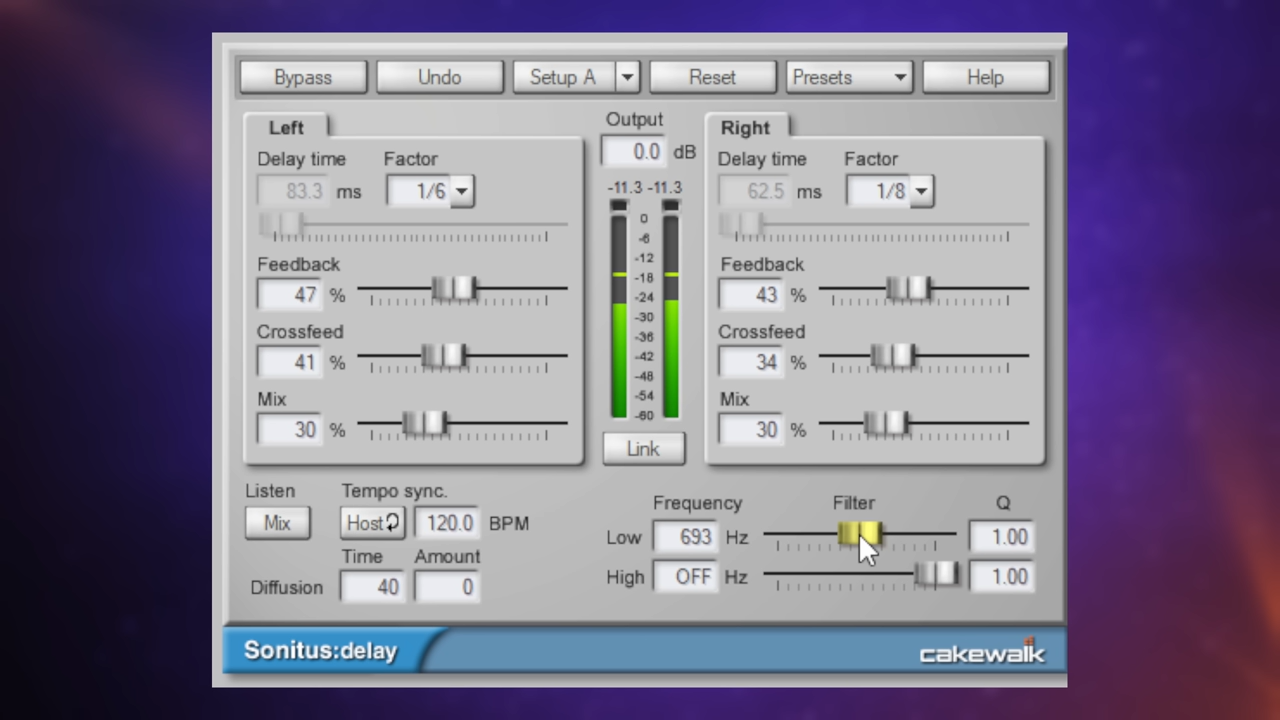 Bypass Undo Setup A Reset Presets Help
Left Output Right
0.0 dB
Delay time Factor Delay time Factor
83.3 ms 1/6 -11.3 -11.3 62.5 ms 1/8
0
-6
-12
-18
-24
-30
-36
-42
-48
-54
-60
Feedback Feedback
47 % 43 %
Crossfeed Crossfeed
41 % 34 %
Mix Mix
30 % 30 %
Link
Listen Tempo sync. Frequency Filter Q
Mix Host 120.0 BPM Low 693 Hz 1.00
Time Amount
Diffusion 40 0 High OFF Hz 1.00
Sonitus:delay cakewalk